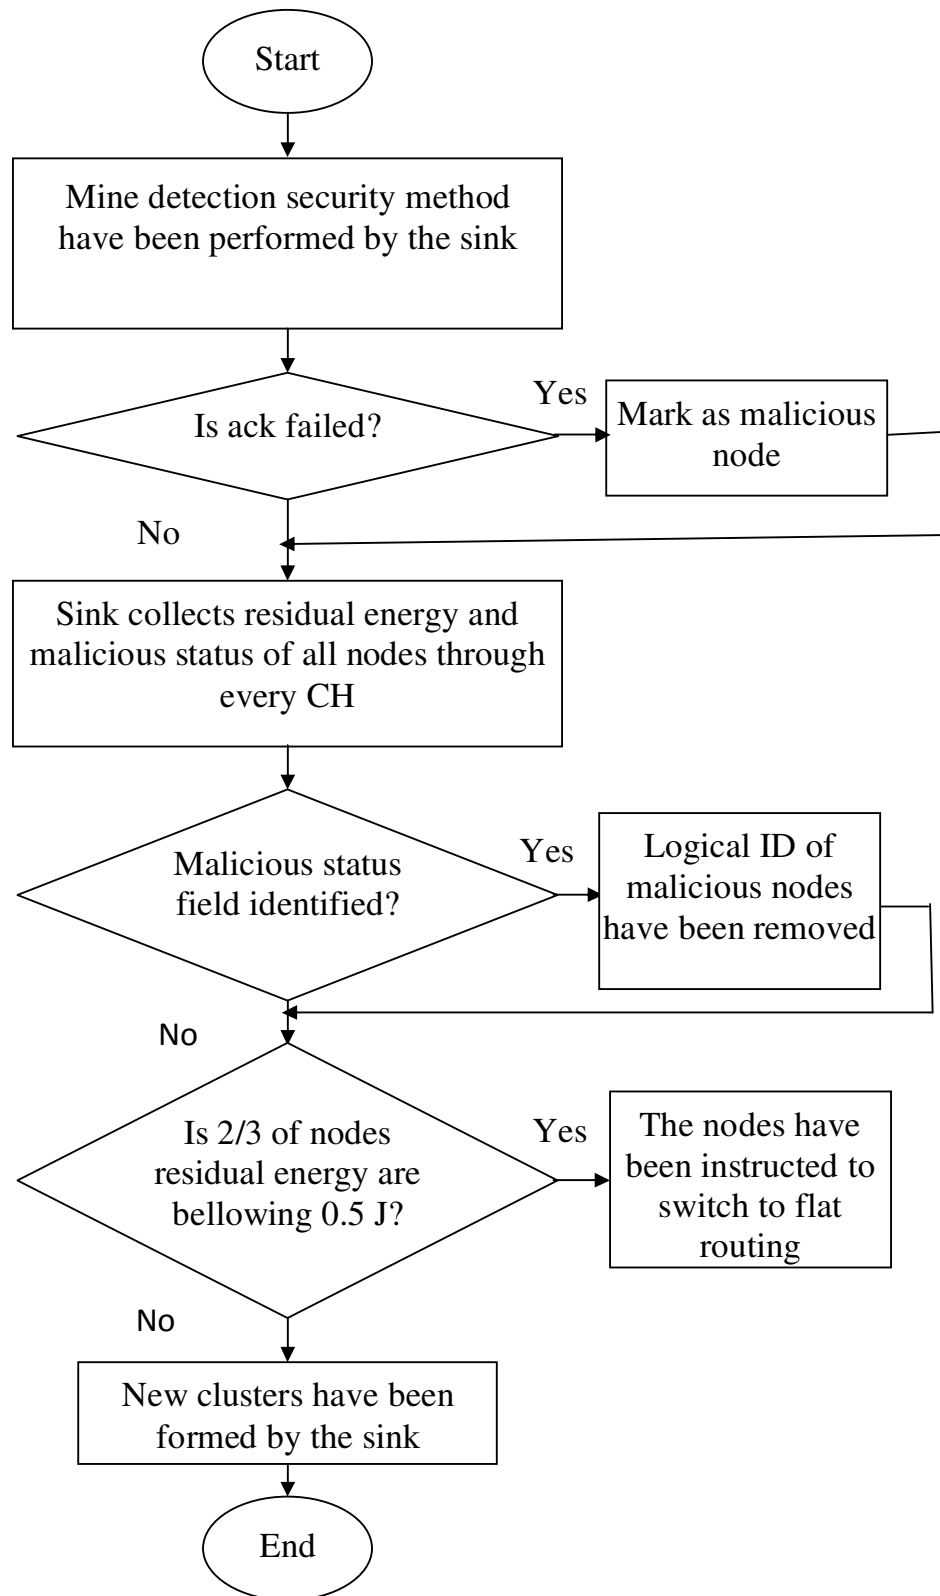 Start
Mine detection security method
have been performed by the sink
Is ack failed?
Yes
Mark as malicious
node
No
Sink collects residual energy and
malicious status of all nodes through
every CH
Malicious status
field identified?
Yes
Logical ID of
malicious nodes
have been removed
No
Is 2/3 of nodes
residual energy are
bellowing 0.5 J?
Yes
The nodes have
been instructed to
switch to flat
routing
No
New clusters have been
formed by the sink
End